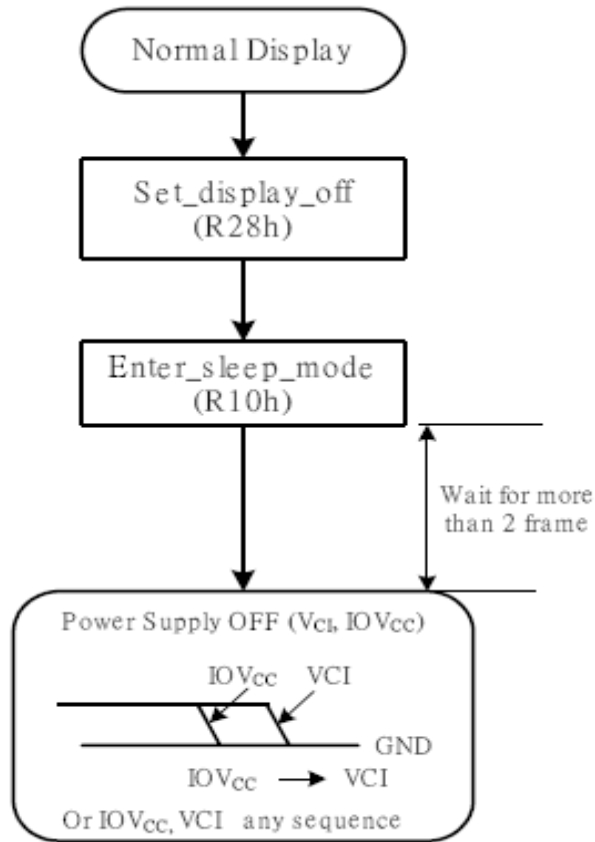 Normal Display
Set_display_off
(R28h)
Enter_sleep_mode
(R10h)
Wait for more
than 2 frame
Power Supply OFF (VCI, IOVCC)
IOVCC VCI
GND
IOVCC → VCI
Or IOVCC, VCI any sequence